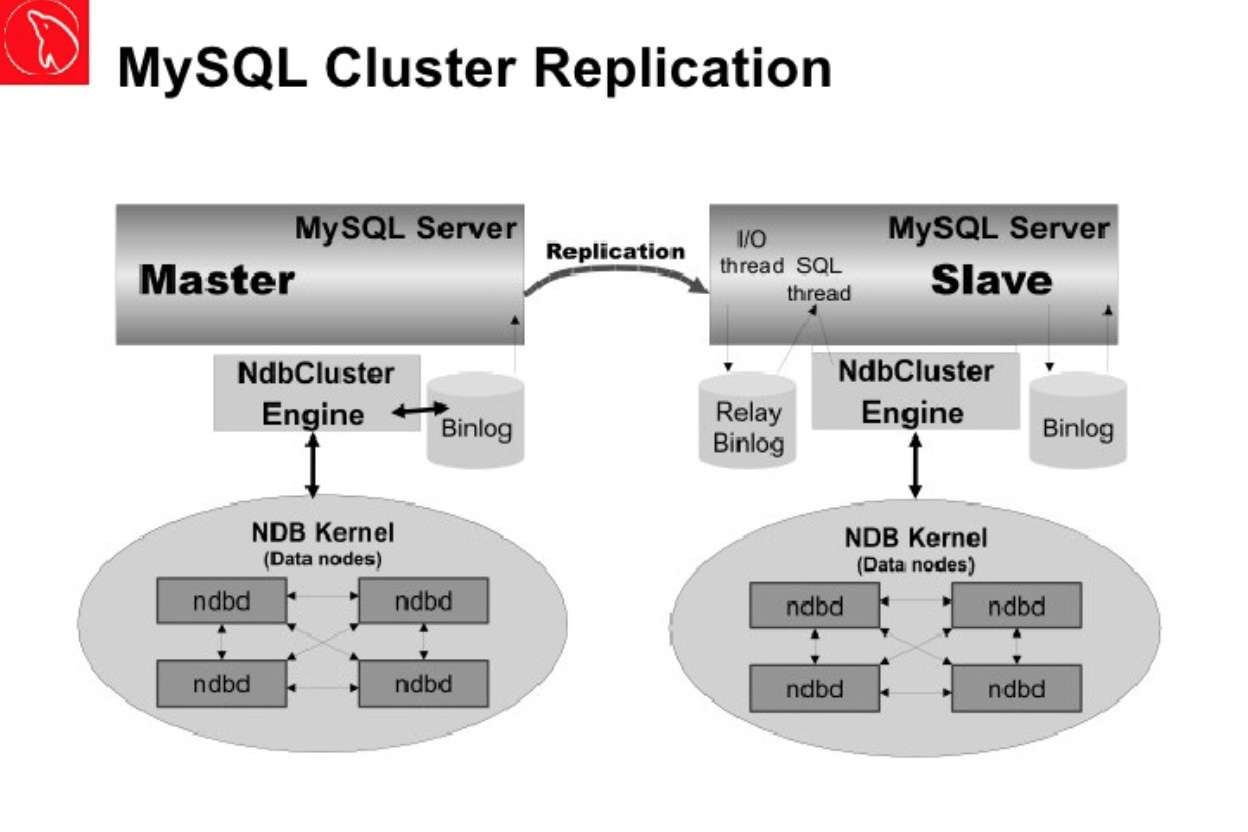 MySQL Cluster Replication
MySQL Server
Master
Replication
MySQL Server
I/O
thread
SQL
thread
Slave
NdbCluster
Engine
Binlog
Relay
Binlog
NdbCluster
Engine
Binlog
NDB Kernel
(Data nodes)
ndbd
ndbd
ndbd
ndbd
NDB Kernel
(Data nodes)
ndbd
ndbd
ndbd
ndbd